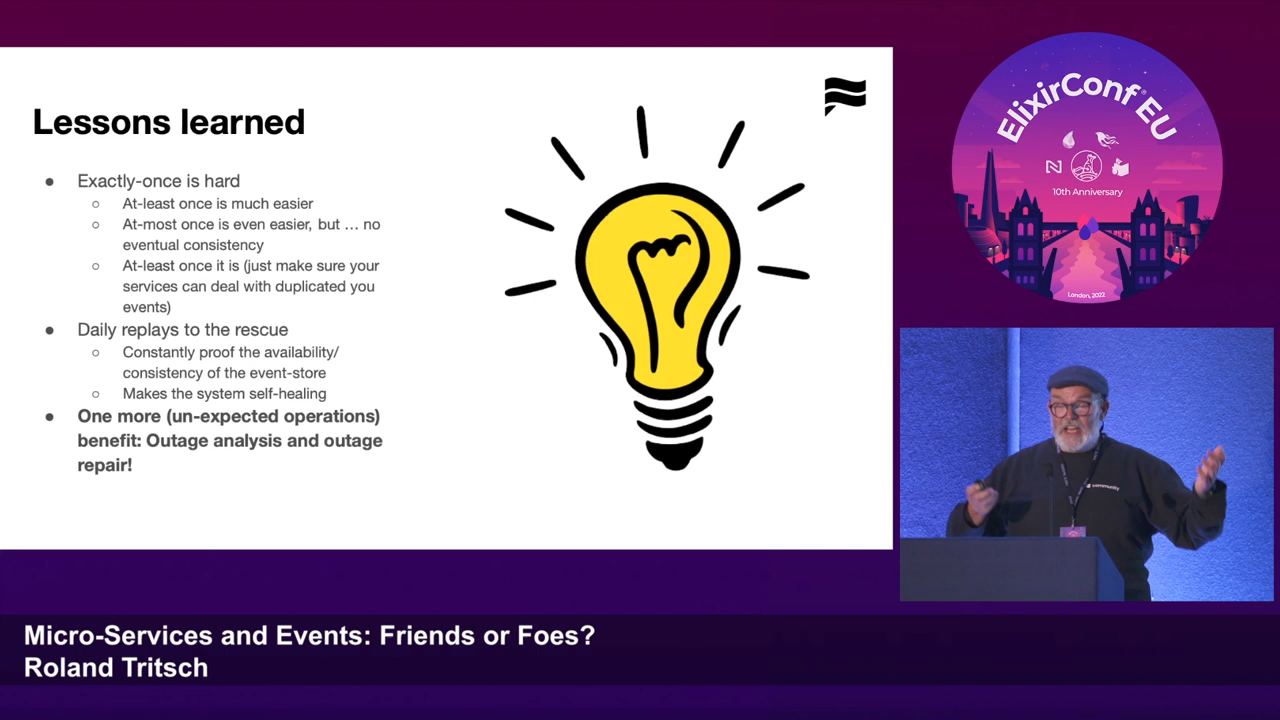 Lessons learned
Exactly-once is hard
At-least once is much easier
At-most once is even easier, but … no
eventual consistency
At-least once it is (just make sure your
services can deal with duplicated you
events)
Daily replays to the rescue
Constantly proof the availability/
consistency of the event-store
Makes the system self-healing
One more (un-expected operations)
benefit: Outage analysis and outage
repair!
ElixirConf® EU
10th Anniversary
London, 2022
community
Micro-Services and Events: Friends or Foes?
Roland Tritsch